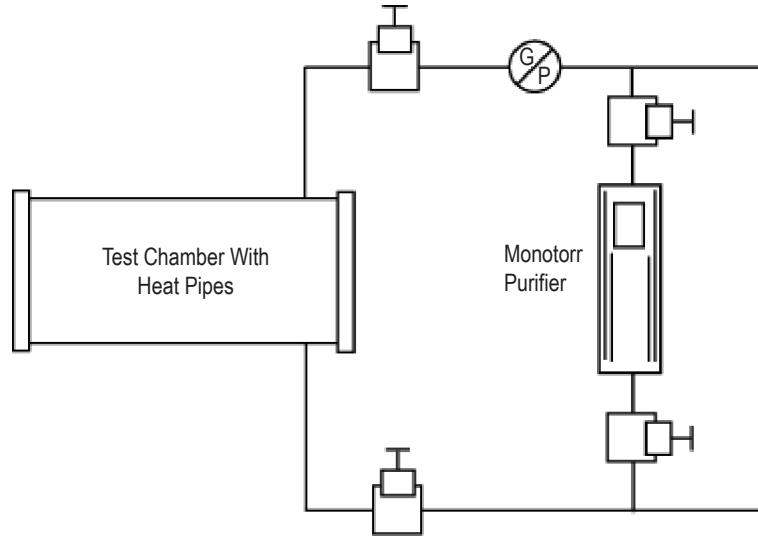 G
P
Test Chamber With
Heat Pipes
Monotorr
Purifier